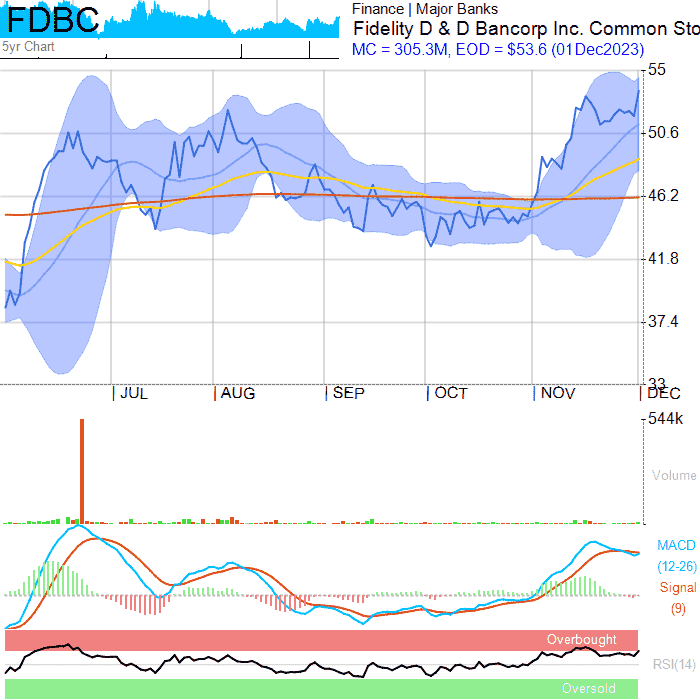 FDBC
5yr Chart
Finance | Major Banks
Fidelity D & D Bancorp Inc. Common Sto
MC = 305.3M, EOD = $53.6 (01Dec2023)
55
50.6
46.2
41.8
37.4
33
JUL AUG SEP OCT NOV DEC
544k
Volume
MACD
(12-26)
Signal
(9)
Overbought
RSI(14)
Oversold